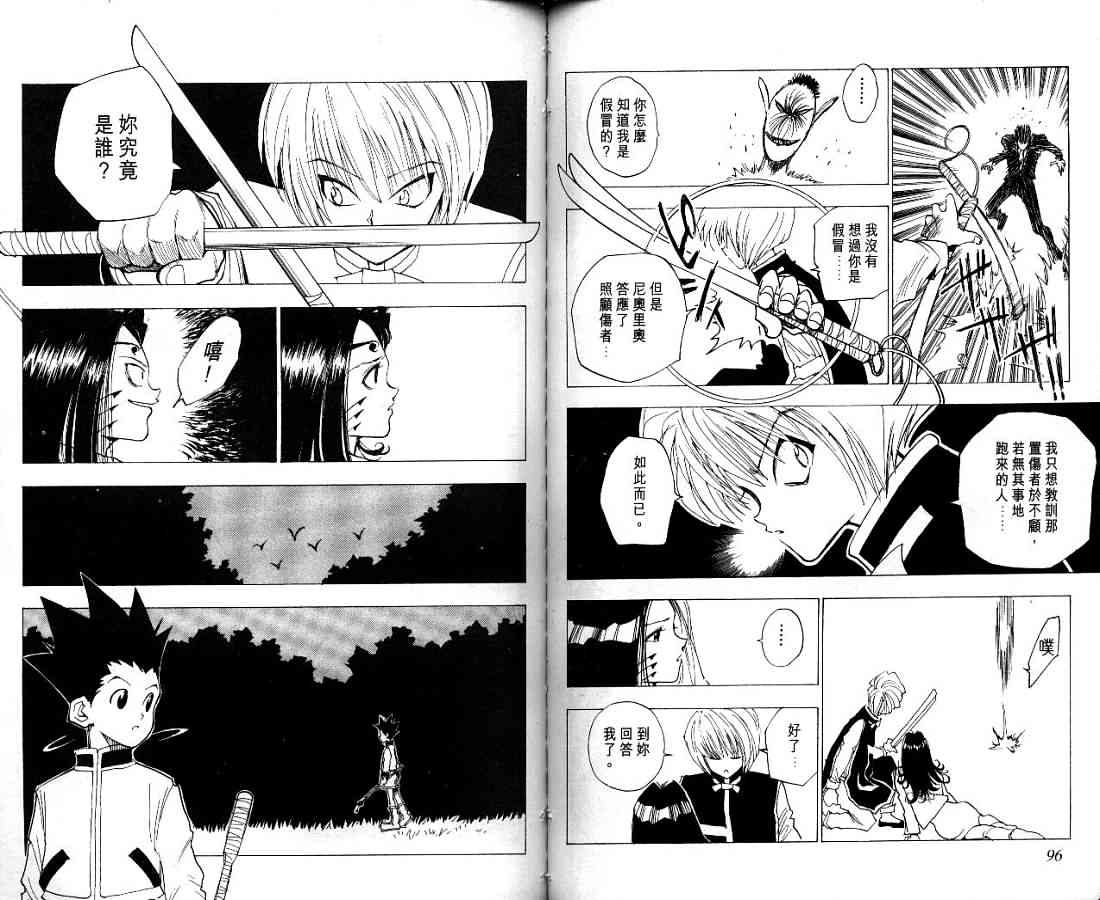 ……
你怎麼
知道我是
假冒的？
我沒有
想過你是
假冒……
但是
尼奧里奧
答應了
照顧傷者…
我只想教訓那
置傷者於不顧，
若無其事地
跑來的人……
如此而已。
噗
……
好了…
到妳
回答
我了。
96
妳究竟
是誰？
嘻！